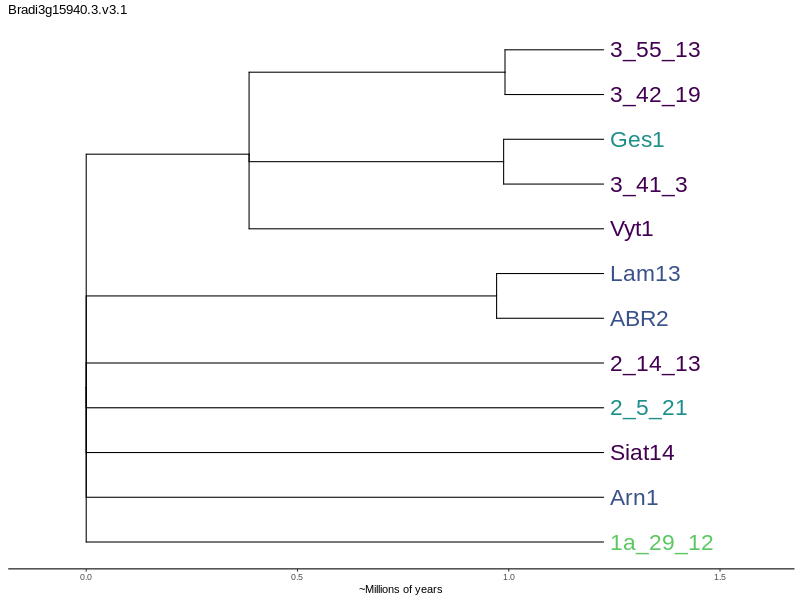 Bradi3g15940.3.v3.1
3_55_13
3_42_19
Ges1
3_41_3
Vyt1
Lam13
ABR2
2_14_13
2_5_21
Siat14
Arn1
1a_29_12
0.0 0.5 1.0 1.5
~Millions of years